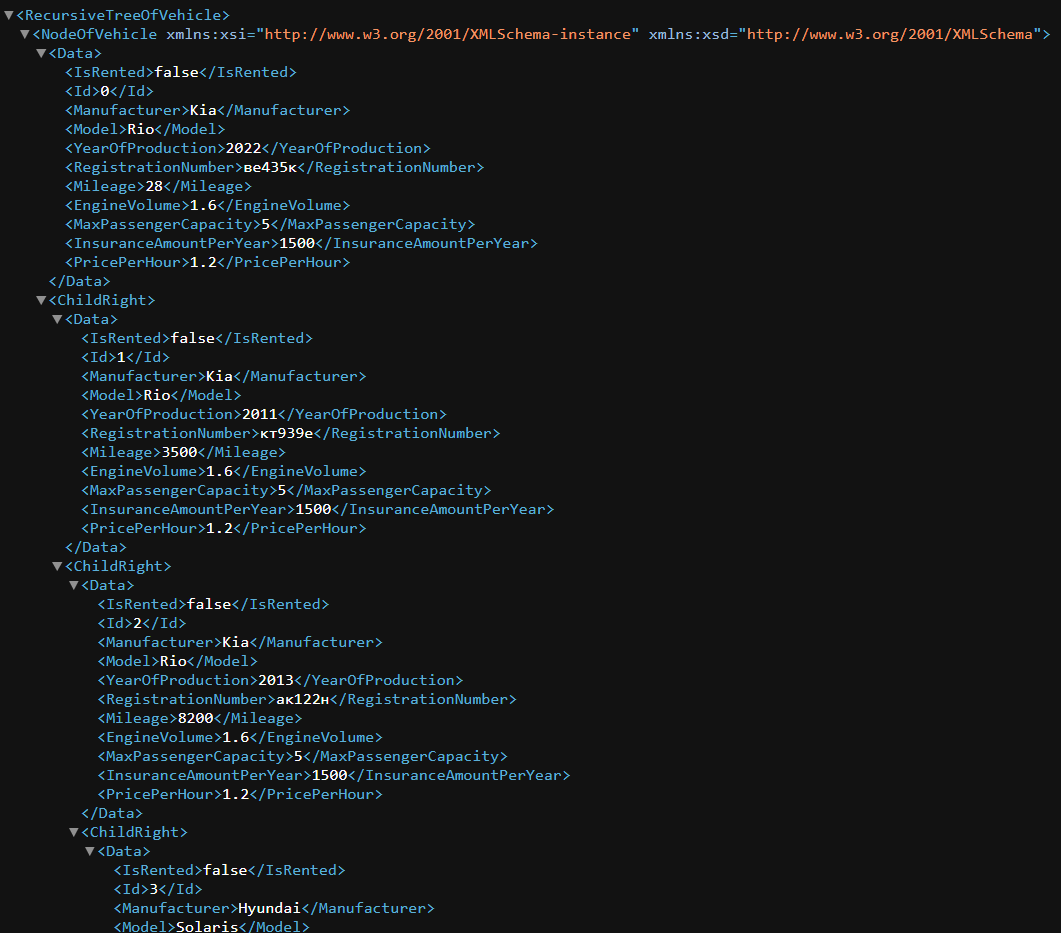 <RecursiveTreeOfVehicle>
<NodeOfVehicle xmlns:xsi="http://www.w3.org/2001/XMLSchema-instance" xmlns:xsd="http://www.w3.org/2001/XMLSchema">
<Data>
<IsRented>false</IsRented>
<Id>0</Id>
<Manufacturer>Kia</Manufacturer>
<Model>Rio</Model>
<YearOfProduction>2022</YearOfProduction>
<RegistrationNumber>ве435к</RegistrationNumber>
<Mileage>28</Mileage>
<EngineVolume>1.6</EngineVolume>
<MaxPassengerCapacity>5</MaxPassengerCapacity>
<InsuranceAmountPerYear>1500</InsuranceAmountPerYear>
<PricePerHour>1.2</PricePerHour>
</Data>
<ChildRight>
<Data>
<IsRented>false</IsRented>
<Id>1</Id>
<Manufacturer>Kia</Manufacturer>
<Model>Rio</Model>
<YearOfProduction>2011</YearOfProduction>
<RegistrationNumber>кт939е</RegistrationNumber>
<Mileage>3500</Mileage>
<EngineVolume>1.6</EngineVolume>
<MaxPassengerCapacity>5</MaxPassengerCapacity>
<InsuranceAmountPerYear>1500</InsuranceAmountPerYear>
<PricePerHour>1.2</PricePerHour>
</Data>
<ChildRight>
<Data>
<IsRented>false</IsRented>
<Id>2</Id>
<Manufacturer>Kia</Manufacturer>
<Model>Rio</Model>
<YearOfProduction>2013</YearOfProduction>
<RegistrationNumber>ак122н</RegistrationNumber>
<Mileage>8200</Mileage>
<EngineVolume>1.6</EngineVolume>
<MaxPassengerCapacity>5</MaxPassengerCapacity>
<InsuranceAmountPerYear>1500</InsuranceAmountPerYear>
<PricePerHour>1.2</PricePerHour>
</Data>
<ChildRight>
<Data>
<IsRented>false</IsRented>
<Id>3</Id>
<Manufacturer>Hyundai</Manufacturer>
<Model>Solaris</Model>